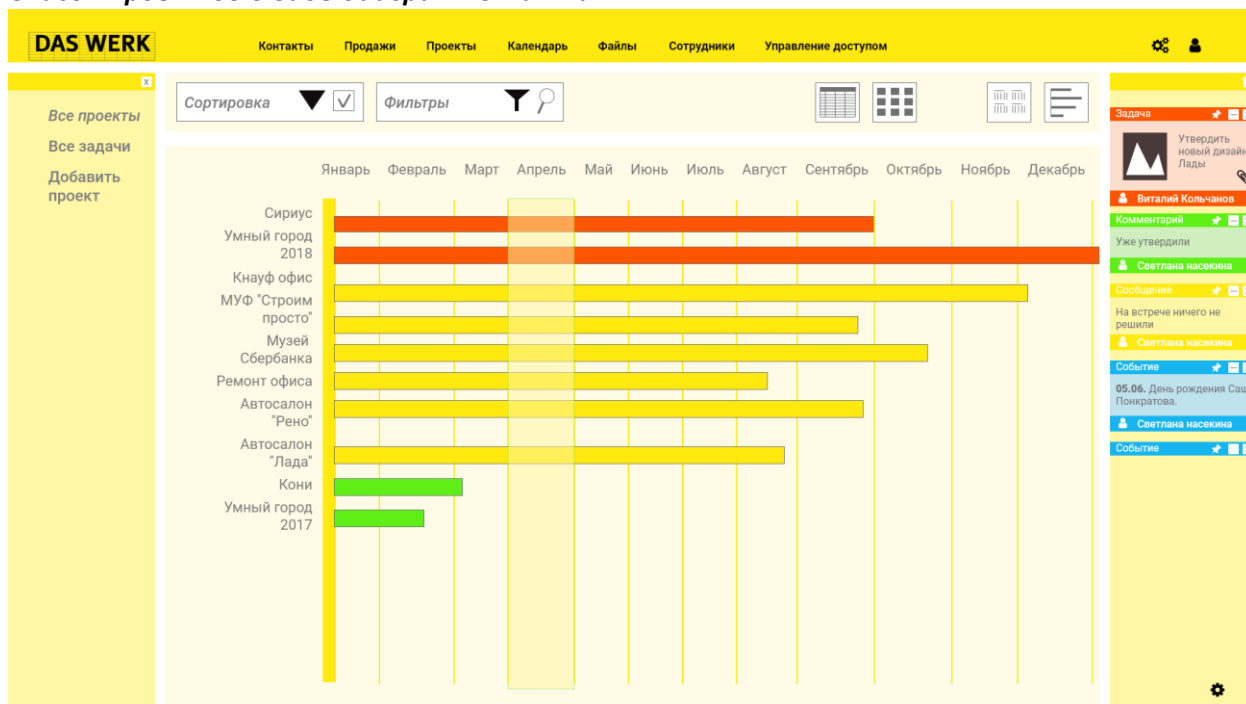 DAS WERK
Контакты Продажи Проекты Календарь Файлы Сотрудники Управление доступом
x
Все проекты
Все задачи
Добавить
проект
Сортировка
Фильтры
Январь Февраль Март Апрель Май Июнь Июль Август Сентябрь Октябрь Ноябрь Декабрь
Сириус
Умный город
2018
Кнауф офис
МУФ "Строим
просто"
Музей
Сбербанка
Ремонт офиса
Автосалон
"Рено"
Автосалон
"Лада"
Кони
Умный город
2017
Задача
Утвердить
новый дизайн
Лады
Виталий Кольчанов
Комментарий
Уже утвердили
Светлана насекина
Сообщение
На встрече ничего не
решили
Светлана насекина
Событие
05.06. День рождения
Понкратова.
Светлана насекина
Событие